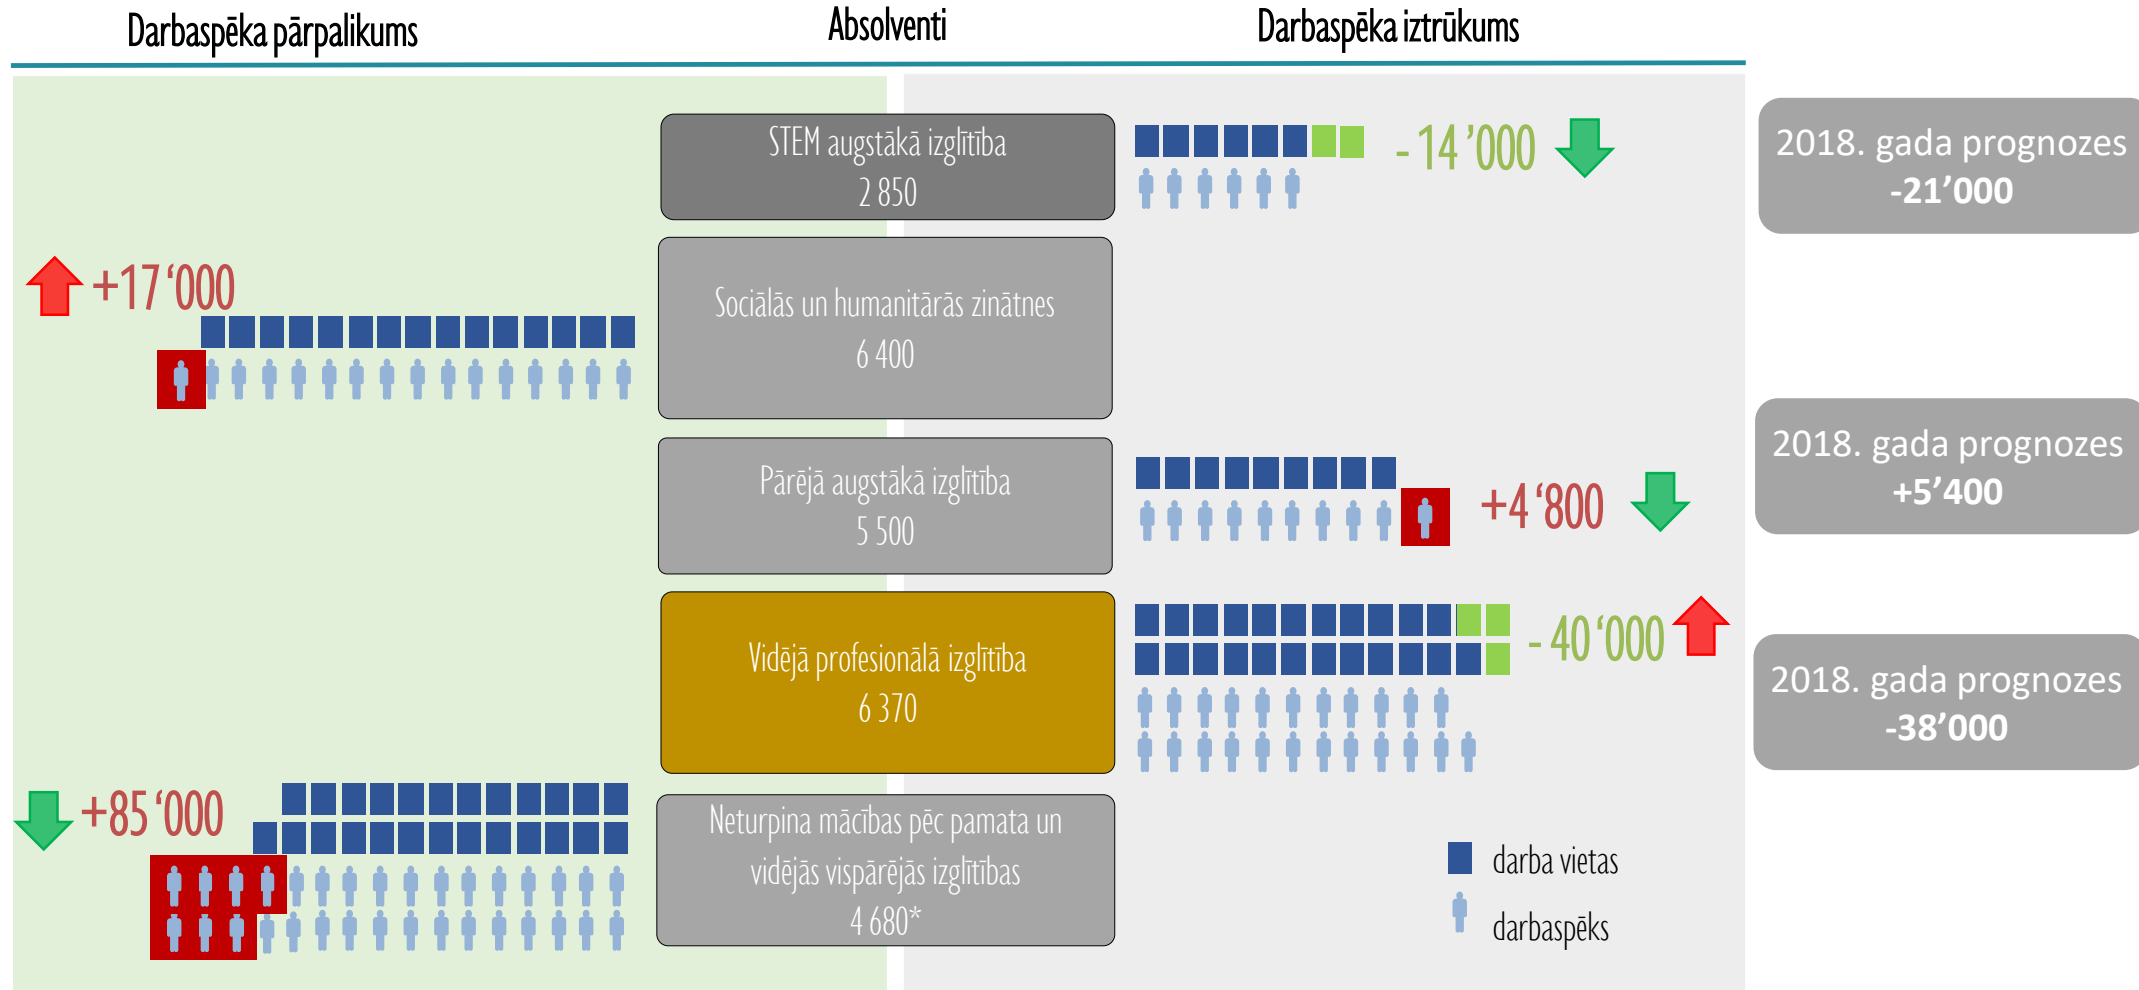 Darbaspēka pārpalikums
Absolventi
Darbaspēka iztrūkums
STEM augstākā izglītība
2 850
- 14 ’000
2018. gada prognozes
-21’000
+17 ‘000
Sociālās un humanitārās zinātnes
6 400
Pārējā augstākā izglītība
5 500
+4 ‘800
2018. gada prognozes
+5’400
Vidējā profesionālā izglītība
6 370
- 40 ‘000
2018. gada prognozes
-38’000
+85 ‘000
Neturpina mācības pēc pamata un
vidējās vispārējās izglītības
4 680*
darba vietas
darbaspēks